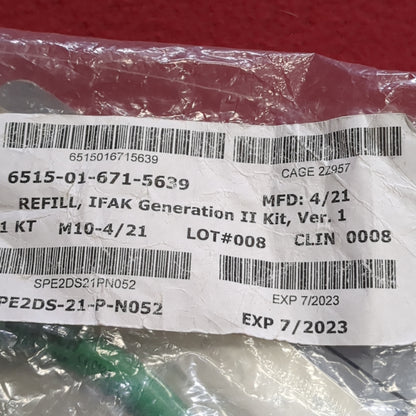 6515016715639
CAGE 2Z957
6515-01-671-5639
MFD: 4/21
REFILL, IFAK Generation II Kit, Ver. 1
1 KT M10-4/21 LOT#008 CLIN 0008
SPE2DS21PN052
EXP 7/2023
PE2DS-21-P-N052
EXP 7/2023